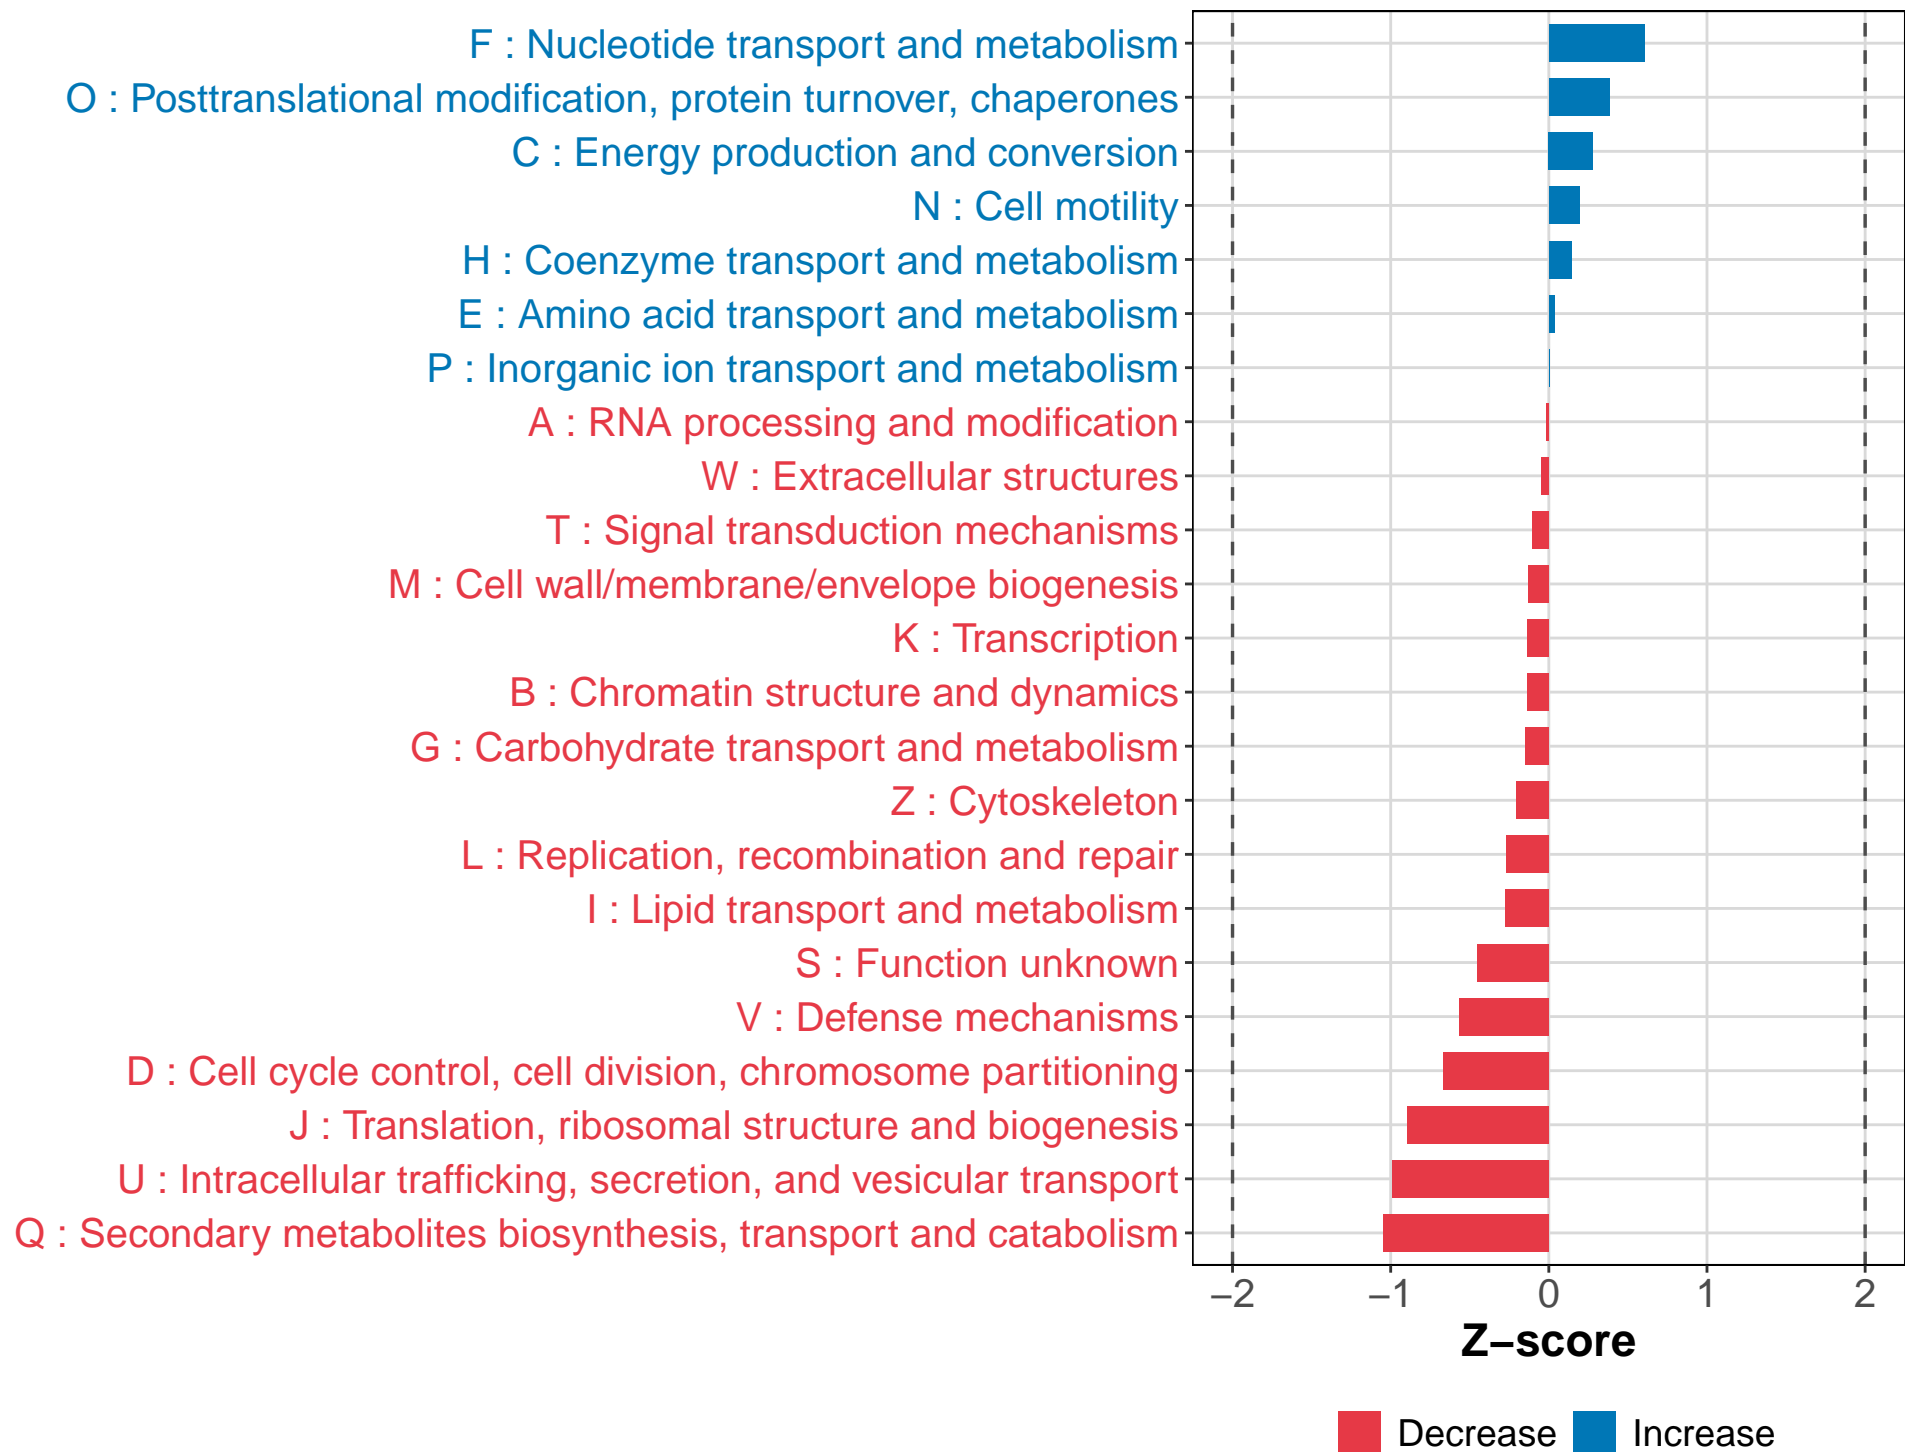 F : Nucleotide transport and metabolism
O : Posttranslational modification, protein turnover, chaperones
C : Energy production and conversion
N : Cell motility
H : Coenzyme transport and metabolism
E : Amino acid transport and metabolism
P : Inorganic ion transport and metabolism
A : RNA processing and modification
W : Extracellular structures
T : Signal transduction mechanisms
M : Cell wall/membrane/envelope biogenesis
K : Transcription
B : Chromatin structure and dynamics
G : Carbohydrate transport and metabolism
Z : Cytoskeleton
L : Replication, recombination and repair
I : Lipid transport and metabolism
S : Function unknown
V : Defense mechanisms
D : Cell cycle control, cell division, chromosome partitioning
J : Translation, ribosomal structure and biogenesis
U : Intracellular trafficking, secretion, and vesicular transport
Q : Secondary metabolites biosynthesis, transport and catabolism
−2 −1 0 1 2
Z−score
Decrease Increase